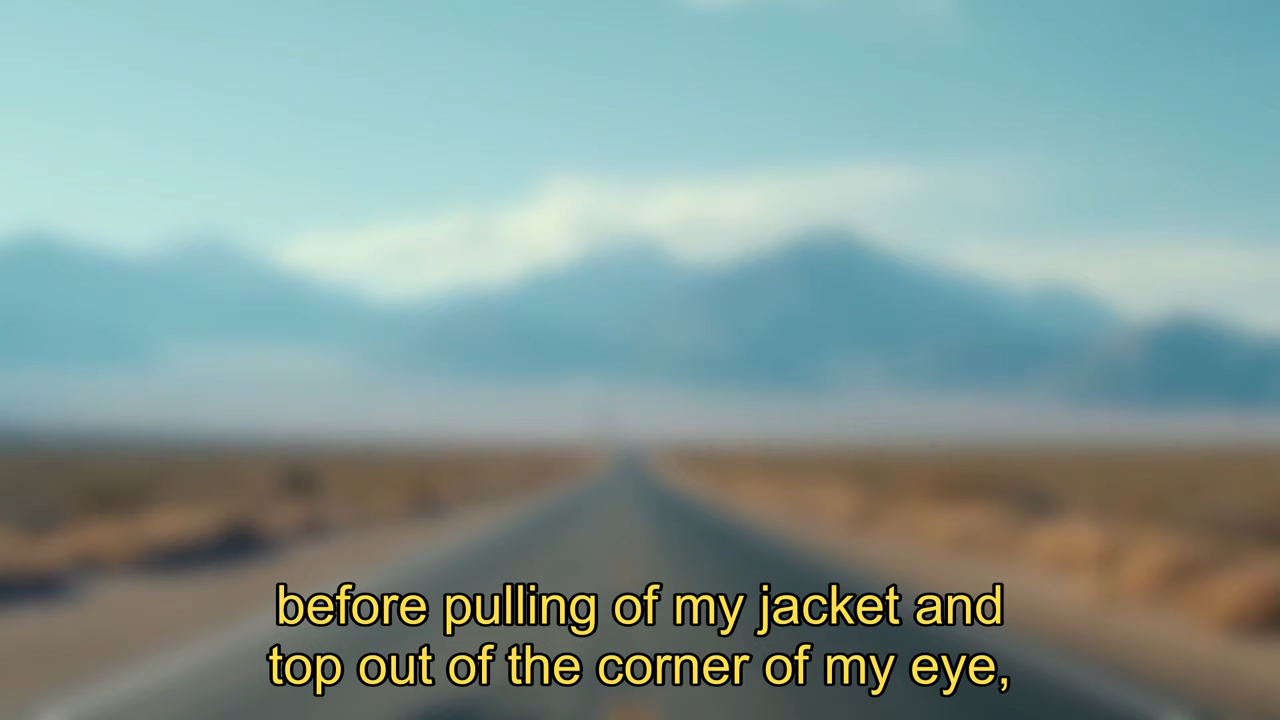 before pulling of my jacket and
top out of the corner of my eye,